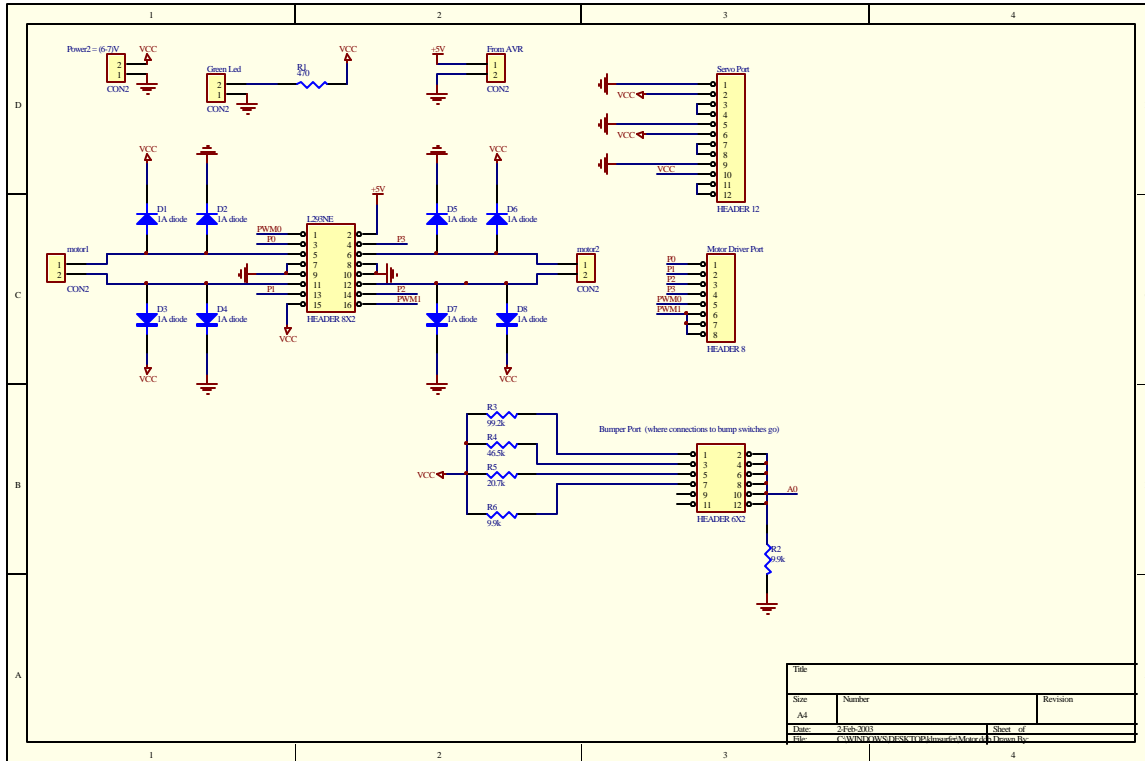 1 2 3 4
D
C
B
A
Power2 = (6-7)V
VCC
2
1
CON2
Green Led
2
1
CON2
R1
470
VCC
+5V
From AVR
1
2
CON2
Servo Port
VCC
VCC
VCC
1
2
3
4
5
6
7
8
9
10
11
12
HEADER 12
VCC
D1
1A diode
D2
1A diode
motor1
1
2
CON2
D3
1A diode
D4
1A diode
VCC
+5V
L293NE
PWM0
P0
P1
P3
P2
PWM1
1 2
3 4
5 6
7 8
9 10
11 12
13 14
15 16
HEADER 8X2
VCC
VCC
D5
1A diode
D6
1A diode
motor2
1
2
CON2
D7
1A diode
D8
1A diode
VCC
Motor Driver Port
P0
P1
P2
P3
PWM0
PWM1
1
2
3
4
5
6
7
8
HEADER 8
VCC
R3
99.2k
R4
46.5k
R5
20.7k
R6
9.9k
Bumper Port (where connections to bump switches go)
1 2
3 4
5 6
7 8
9 10
11 12
HEADER 6X2
A0
R2
9.9k
Title
Size Number Revision
A4
Date: 2-Feb-2003 Sheet of
File: Drawn By:
1 2 3 4